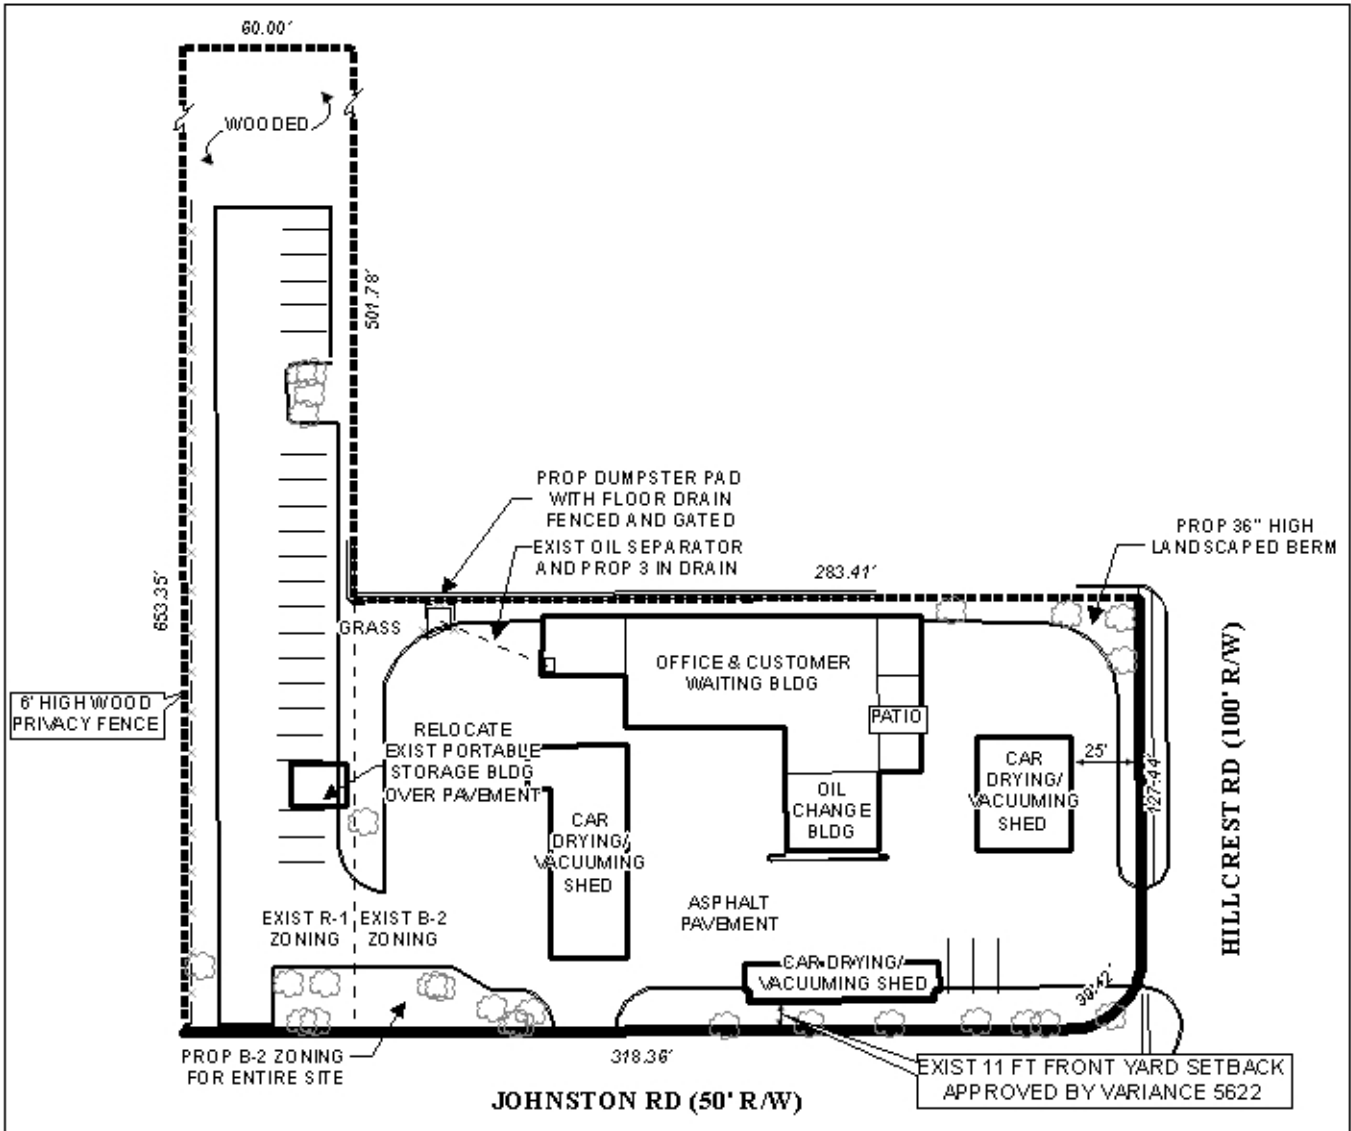 60.00'
WOODED
501.78'
PROP DUMPSTER PAD
WITH FLOOR DRAIN
FENCED AND GATED
EXIST OIL SEPARATOR
AND PROP 3 IN DRAIN
283.41'
PROP 36" HIGH
LANDSCAPED BERM
653.35'
GRASS
OFFICE & CUSTOMER
WAITING BLDG
6' HIGH WOOD
PRIVACY FENCE
RELOCATE
EXIST PORTABLE
STORAGE BLDG
OVER PAVEMENT
PATIO
CAR
DRYING/
VACUUMING
SHED
25'
127.44'
HILLCREST RD (100' R/W)
OIL
CHANGE
BLDG
CAR
DRYING/
VACUUMING
SHED
ASPHALT
PAVEMENT
EXIST R-1
ZONING
EXIST B-2
ZONING
CAR DRYING/
VACUUMING SHED
39.42'
PROP B-2 ZONING
FOR ENTIRE SITE
318.36'
EXIST 11 FT FRONT YARD SETBACK
APPROVED BY VARIANCE 5622
JOHNSTON RD (50' R/W)